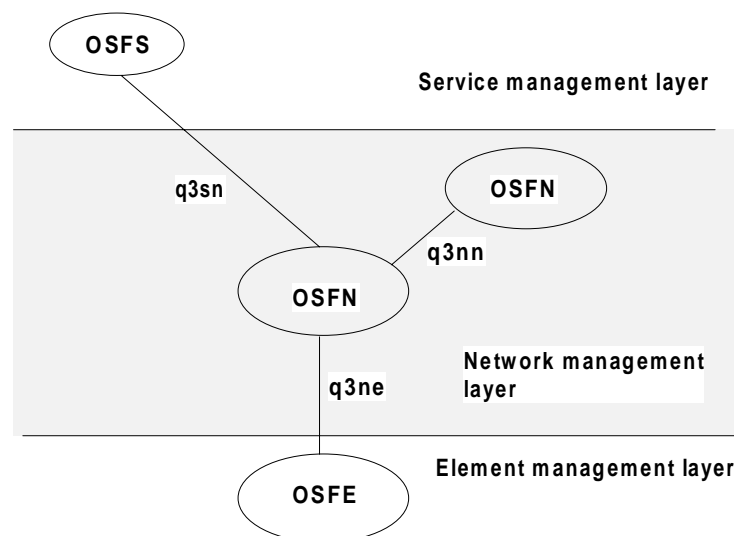 OSFS
Service management layer
q3sn
OSFN
q3nn
OSFN
Network management
layer
q3ne
Element management layer
OSFE